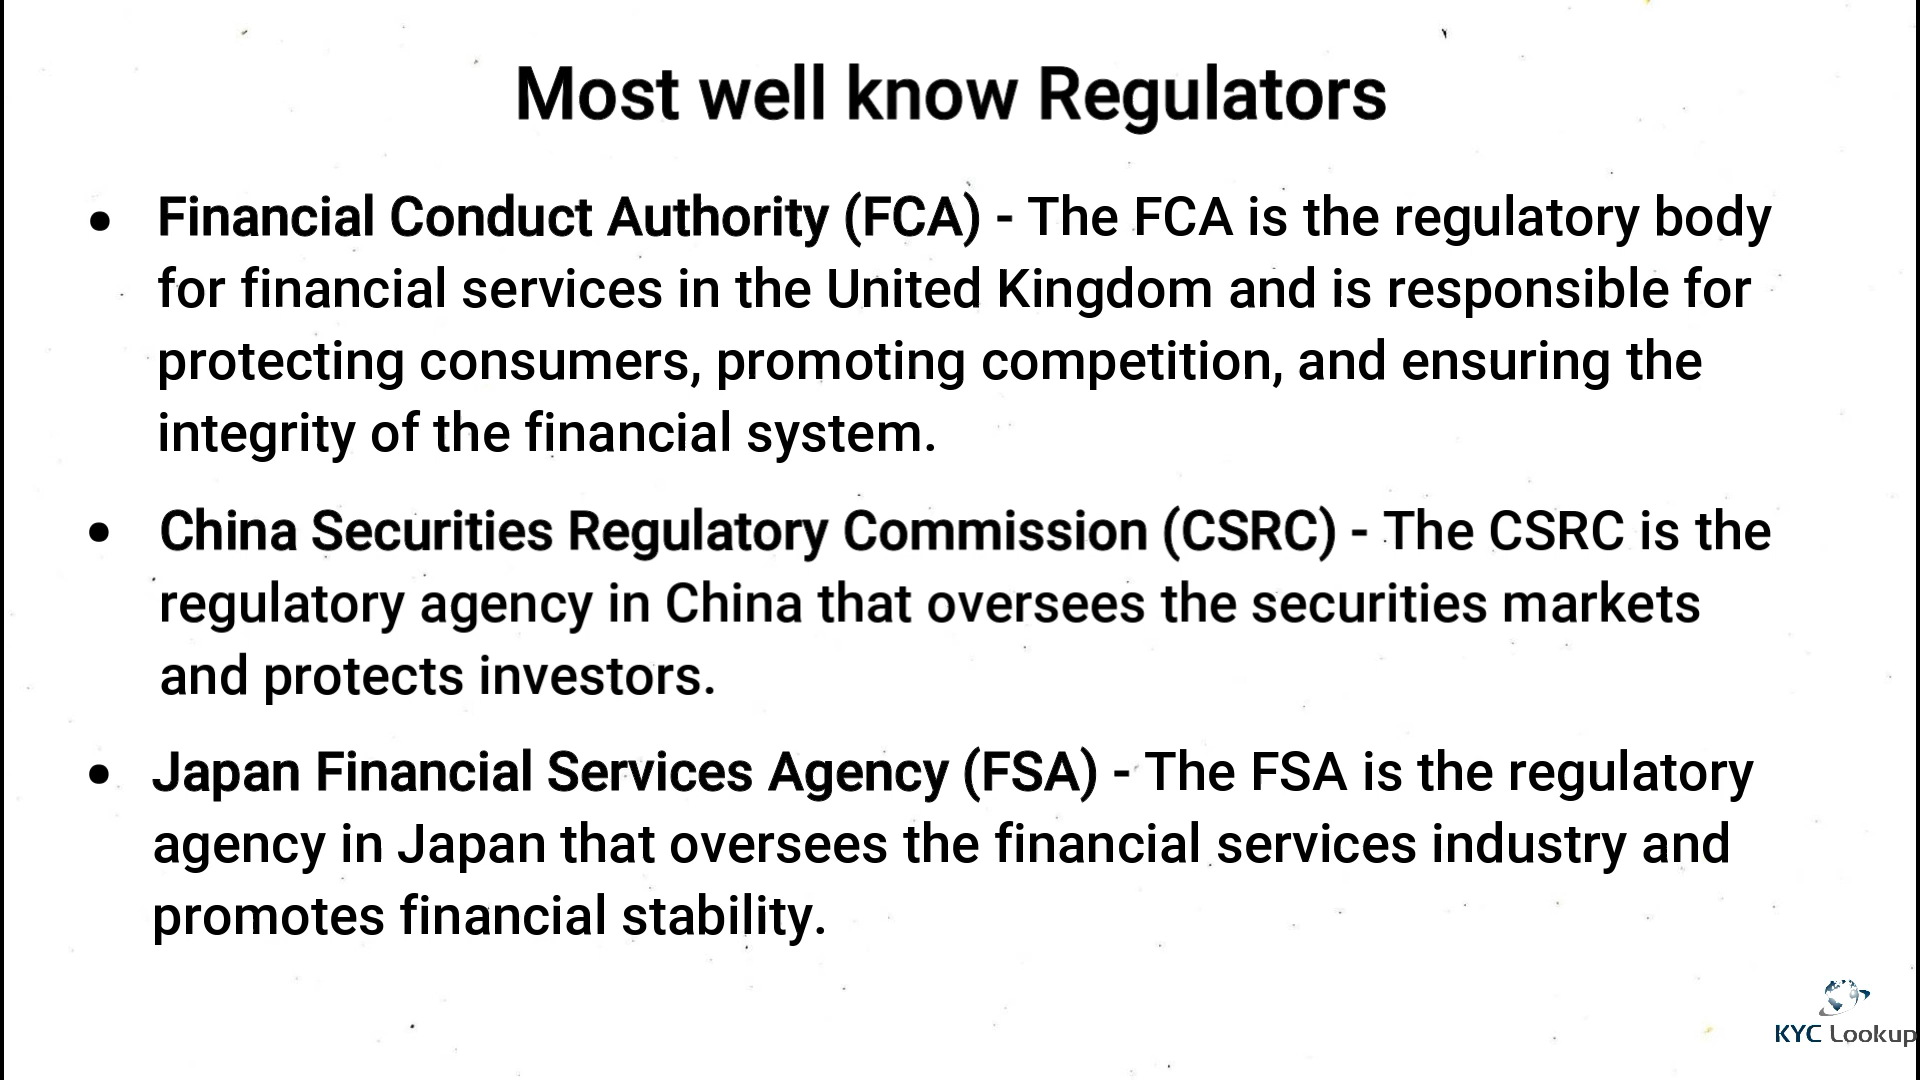 Most well know Regulators
• Financial Conduct Authority (FCA) - The FCA is the regulatory body
for financial services in the United Kingdom and is responsible for
protecting consumers, promoting competition, and ensuring the
integrity of the financial system.
• China Securities Regulatory Commission (CSRC) - The CSRC is the
regulatory agency in China that oversees the securities markets
and protects investors.
• Japan Financial Services Agency (FSA) - The FSA is the regulatory
agency in Japan that oversees the financial services industry and
promotes financial stability.
KYC Lookup